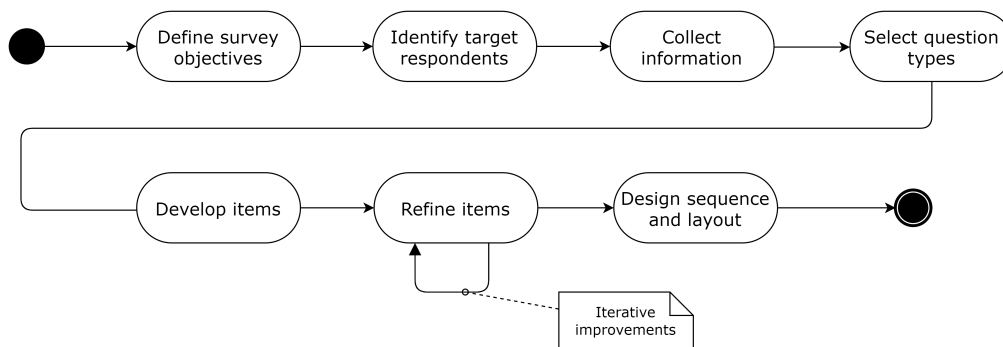 Define survey
objectives
Identify target
respondents
Collect
information
Select question
types
Develop items
Refine items
Design sequence
and layout
Iterative
improvements